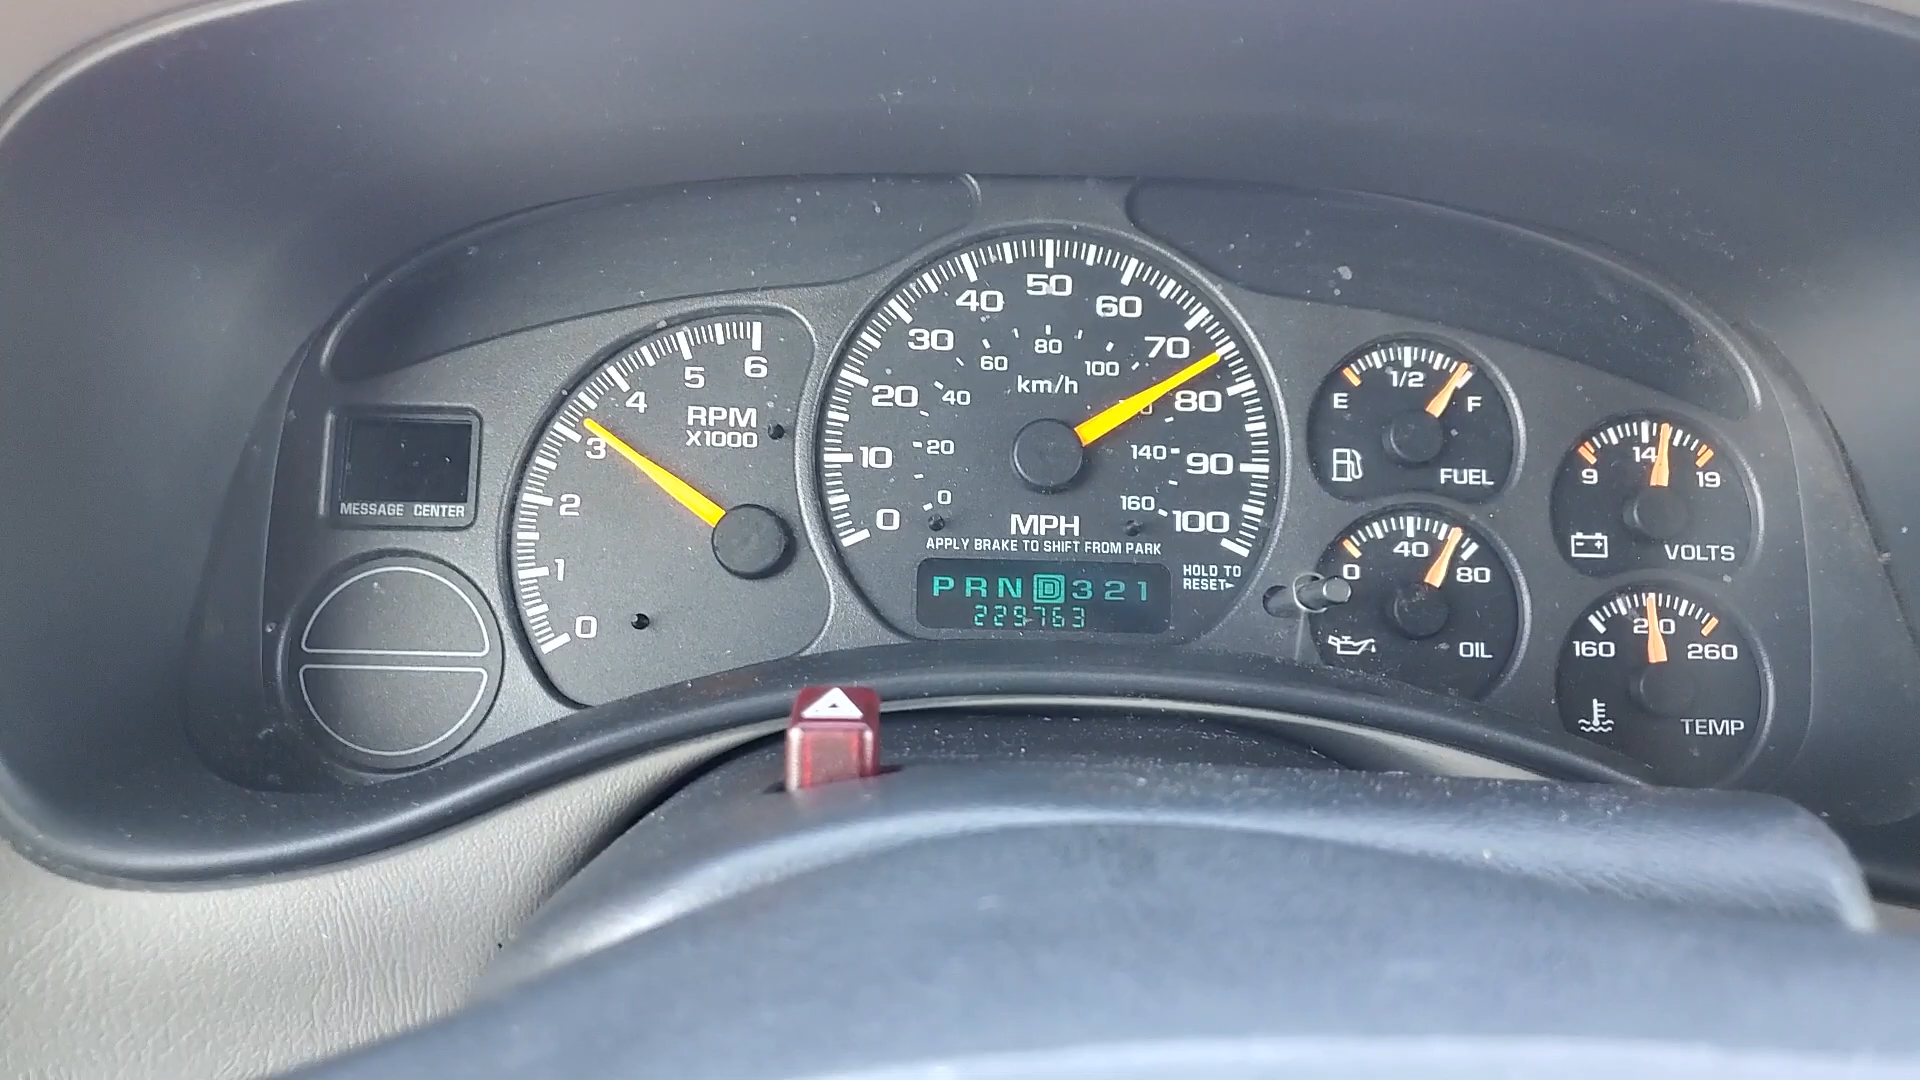 MESSAGE CENTER
0 1 2 3 4 5 6
RPM
X1000
0 10 20 30 40 50 60 70 80 90 100
0 20 40 60 80 100 140 160
km/h
MPH
APPLY BRAKE TO SHIFT FROM PARK
PRND321
229763
HOLD TO
RESET
E 1/2 F
FUEL
0 40 80
OIL
9 14 19
VOLTS
160 210 260
TEMP